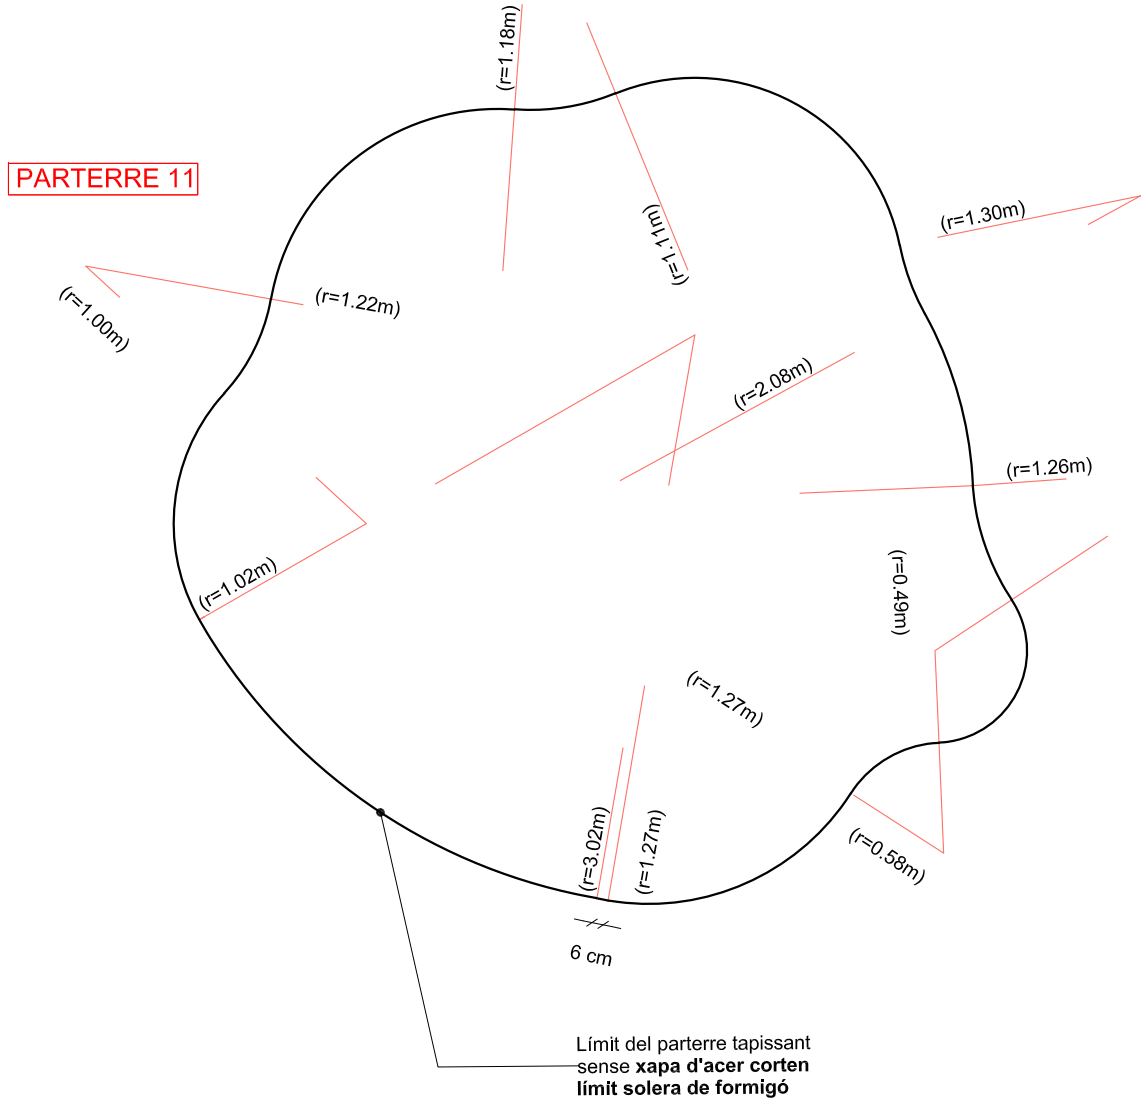 (r=1.18m)
PARTERRE 11
(r=1.11m)
(r=1.30m)
(r=1.00m)
(r=1.22m)
(r=2.08m)
(r=1.26m)
(r=1.02m)
(r=0.49m)
(r=1.27m)
(r=3.02m)
(r=1.27m)
(r=0.58m)
6 cm
Límit del parterre tapissant
sense xapa d'acer corten
límit solera de formigó